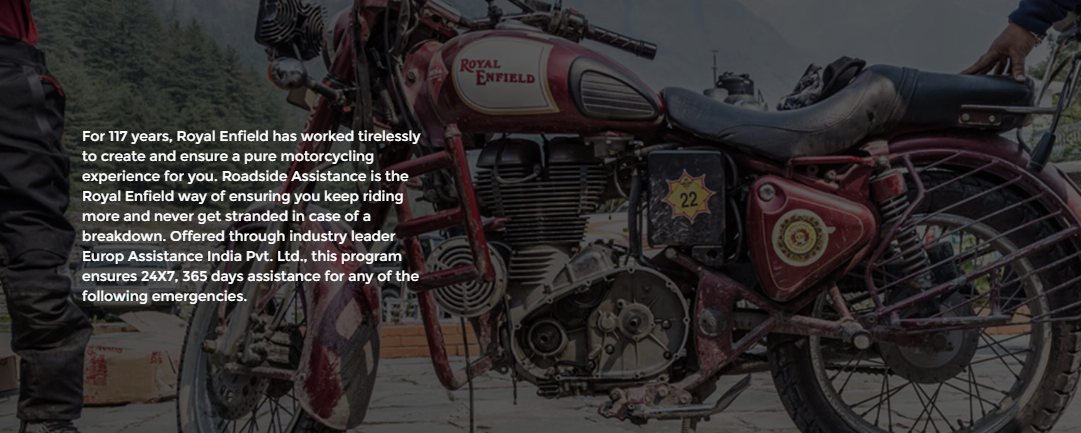 ROYAL
ENFIELD
22
For 117 years, Royal Enfield has worked tirelessly
to create and ensure a pure motorcycling
experience for you. Roadside Assistance is the
Royal Enfield way of ensuring you keep riding
more and never get stranded in case of a
breakdown. Offered through industry leader
Europ Assistance India Pvt. Ltd., this program
ensures 24X7, 365 days assistance for any of the
following emergencies.